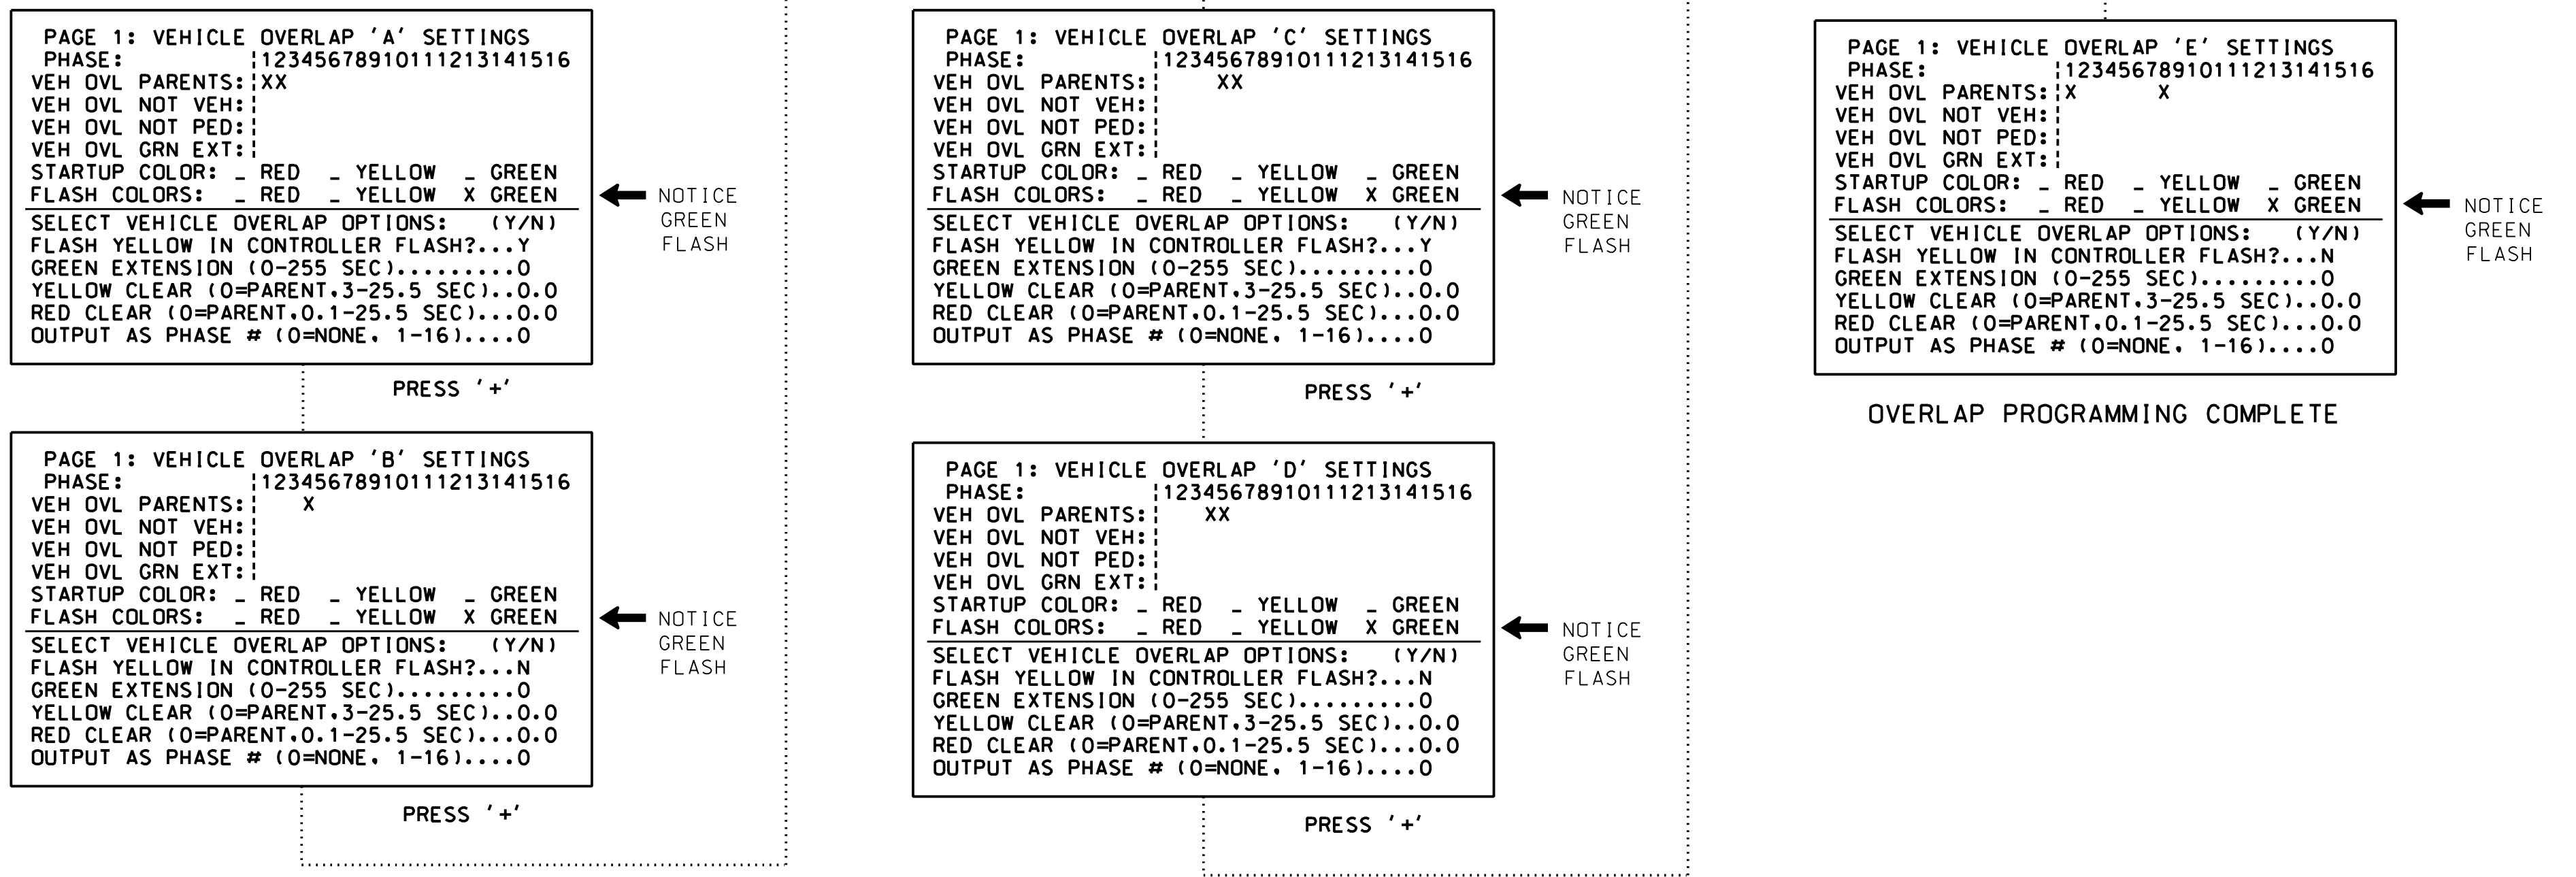 PAGE 1: VEHICLE OVERLAP 'A' SETTINGS
PHASE: 12345678910111213141516
VEH OVL PARENTS: XX
VEH OVL NOT VEH:
VEH OVL NOT PED:
VEH OVL GRN EXT:
STARTUP COLOR: _ RED _ YELLOW _ GREEN
FLASH COLORS: _ RED _ YELLOW X GREEN
SELECT VEHICLE OVERLAP OPTIONS: (Y/N)
FLASH YELLOW IN CONTROLLER FLASH?...Y
GREEN EXTENSION (0-255 SEC).........0
YELLOW CLEAR (0=PARENT,3-25.5 SEC)..0.0
RED CLEAR (0=PARENT,0.1-25.5 SEC)...0.0
OUTPUT AS PHASE # (0=NONE, 1-16)....0
NOTICE
GREEN
FLASH
PRESS '+'
PAGE 1: VEHICLE OVERLAP 'B' SETTINGS
PHASE: 12345678910111213141516
VEH OVL PARENTS: X
VEH OVL NOT VEH:
VEH OVL NOT PED:
VEH OVL GRN EXT:
STARTUP COLOR: _ RED _ YELLOW _ GREEN
FLASH COLORS: _ RED _ YELLOW X GREEN
SELECT VEHICLE OVERLAP OPTIONS: (Y/N)
FLASH YELLOW IN CONTROLLER FLASH?...N
GREEN EXTENSION (0-255 SEC).........0
YELLOW CLEAR (0=PARENT,3-25.5 SEC)..0.0
RED CLEAR (0=PARENT,0.1-25.5 SEC)...0.0
OUTPUT AS PHASE # (0=NONE, 1-16)....0
NOTICE
GREEN
FLASH
PRESS '+'
PAGE 1: VEHICLE OVERLAP 'C' SETTINGS
PHASE: 12345678910111213141516
VEH OVL PARENTS: XX
VEH OVL NOT VEH:
VEH OVL NOT PED:
VEH OVL GRN EXT:
STARTUP COLOR: _ RED _ YELLOW _ GREEN
FLASH COLORS: _ RED _ YELLOW X GREEN
SELECT VEHICLE OVERLAP OPTIONS: (Y/N)
FLASH YELLOW IN CONTROLLER FLASH?...Y
GREEN EXTENSION (0-255 SEC).........0
YELLOW CLEAR (0=PARENT,3-25.5 SEC)..0.0
RED CLEAR (0=PARENT,0.1-25.5 SEC)...0.0
OUTPUT AS PHASE # (0=NONE, 1-16)....0
NOTICE
GREEN
FLASH
PRESS '+'
PAGE 1: VEHICLE OVERLAP 'D' SETTINGS
PHASE: 12345678910111213141516
VEH OVL PARENTS: XX
VEH OVL NOT VEH:
VEH OVL NOT PED:
VEH OVL GRN EXT:
STARTUP COLOR: _ RED _ YELLOW _ GREEN
FLASH COLORS: _ RED _ YELLOW X GREEN
SELECT VEHICLE OVERLAP OPTIONS: (Y/N)
FLASH YELLOW IN CONTROLLER FLASH?...N
GREEN EXTENSION (0-255 SEC).........0
YELLOW CLEAR (0=PARENT,3-25.5 SEC)..0.0
RED CLEAR (0=PARENT,0.1-25.5 SEC)...0.0
OUTPUT AS PHASE # (0=NONE, 1-16)....0
NOTICE
GREEN
FLASH
PRESS '+'
PAGE 1: VEHICLE OVERLAP 'E' SETTINGS
PHASE: 12345678910111213141516
VEH OVL PARENTS: X X
VEH OVL NOT VEH:
VEH OVL NOT PED:
VEH OVL GRN EXT:
STARTUP COLOR: _ RED _ YELLOW _ GREEN
FLASH COLORS: _ RED _ YELLOW X GREEN
SELECT VEHICLE OVERLAP OPTIONS: (Y/N)
FLASH YELLOW IN CONTROLLER FLASH?...N
GREEN EXTENSION (0-255 SEC).........0
YELLOW CLEAR (0=PARENT,3-25.5 SEC)..0.0
RED CLEAR (0=PARENT,0.1-25.5 SEC)...0.0
OUTPUT AS PHASE # (0=NONE, 1-16)....0
NOTICE
GREEN
FLASH
OVERLAP PROGRAMMING COMPLETE